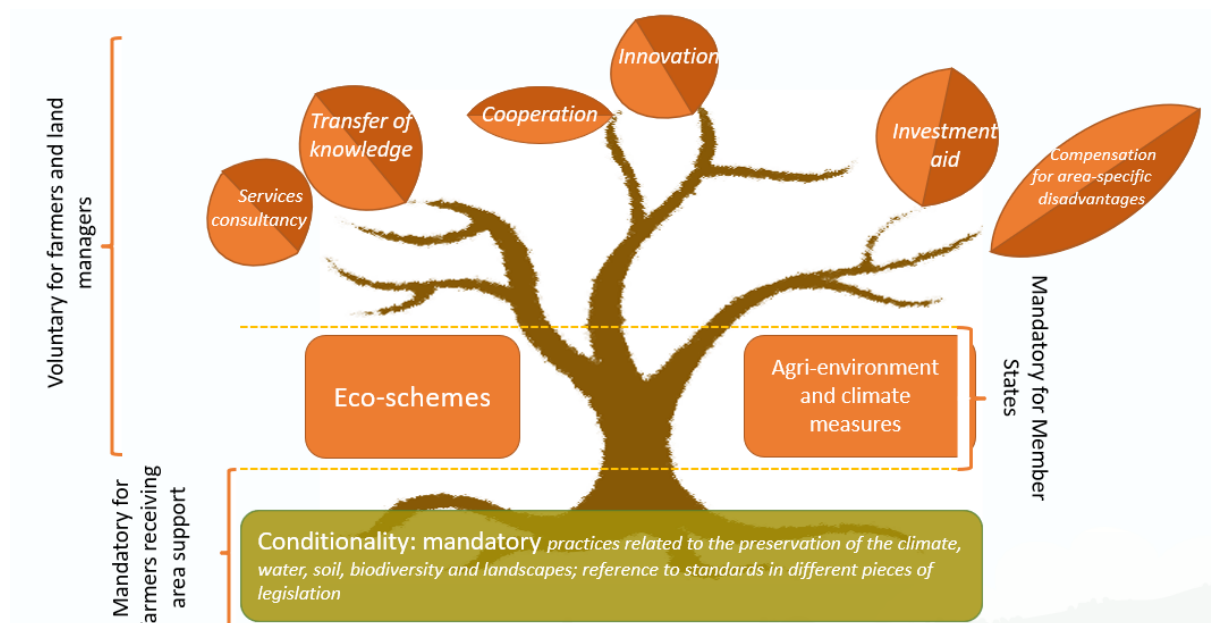 Innovation
Cooperation
Transfer of
knowledge
Services
consultancy
Investment
aid
Compensation
for area-specific
disadvantages
Voluntary for farmers and land
managers
Eco-schemes
Agri-environment
and climate
measures
Mandatory for Member
States
Mandatory for
farmers receiving
area support
Conditionality: mandatory practices related to the preservation of the climate,
water, soil, biodiversity and landscapes; reference to standards in different pieces of
legislation